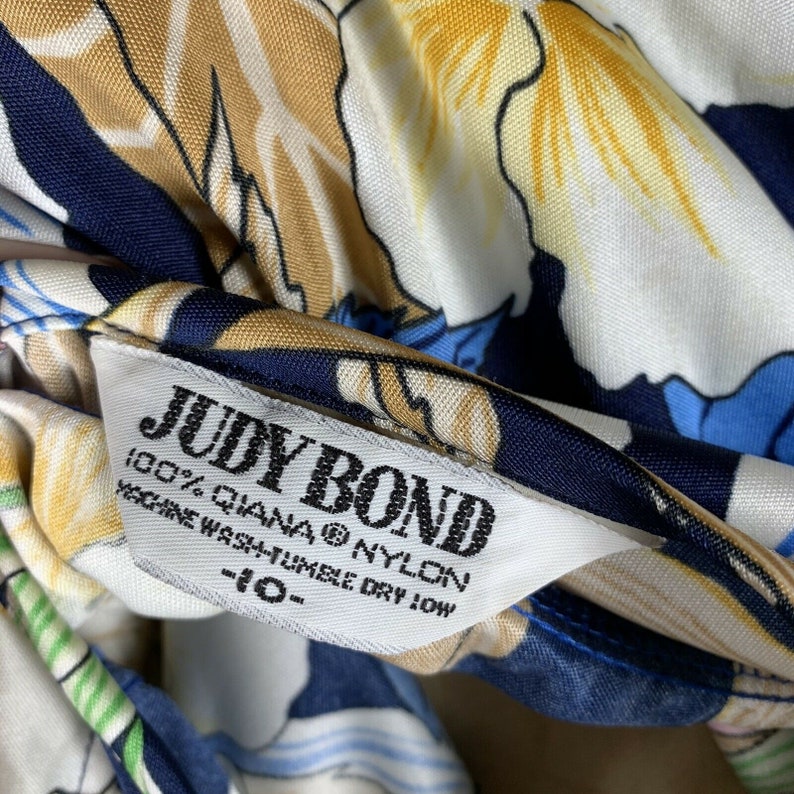 JUDY BOND
100% QIANA ® NYLON
MACHINE WASH-TUMBLE DRY LOW
-10-